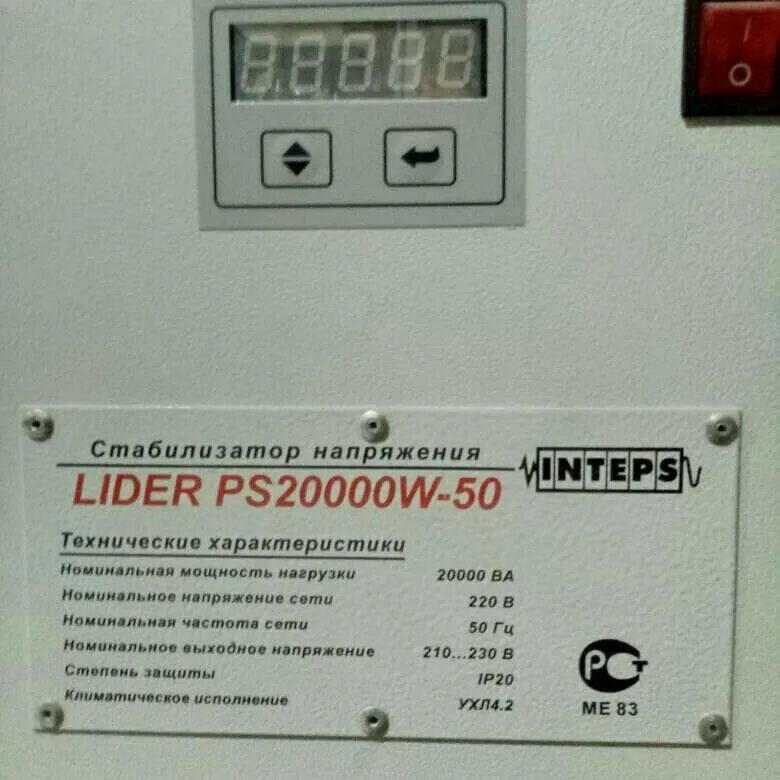 Стабилизатор напряжения
INTEPS
LIDER PS20000W-50
Технические характеристики
Номинальная мощность нагрузки 20000 ВА
Номинальное напряжение сети 220 В
Номинальная частота сети 50 Гц
Номинальное выходное напряжение 210...230 В
Степень защиты IP20
Климатическое исполнение УХЛ4.2
РСТ
МЕ 83